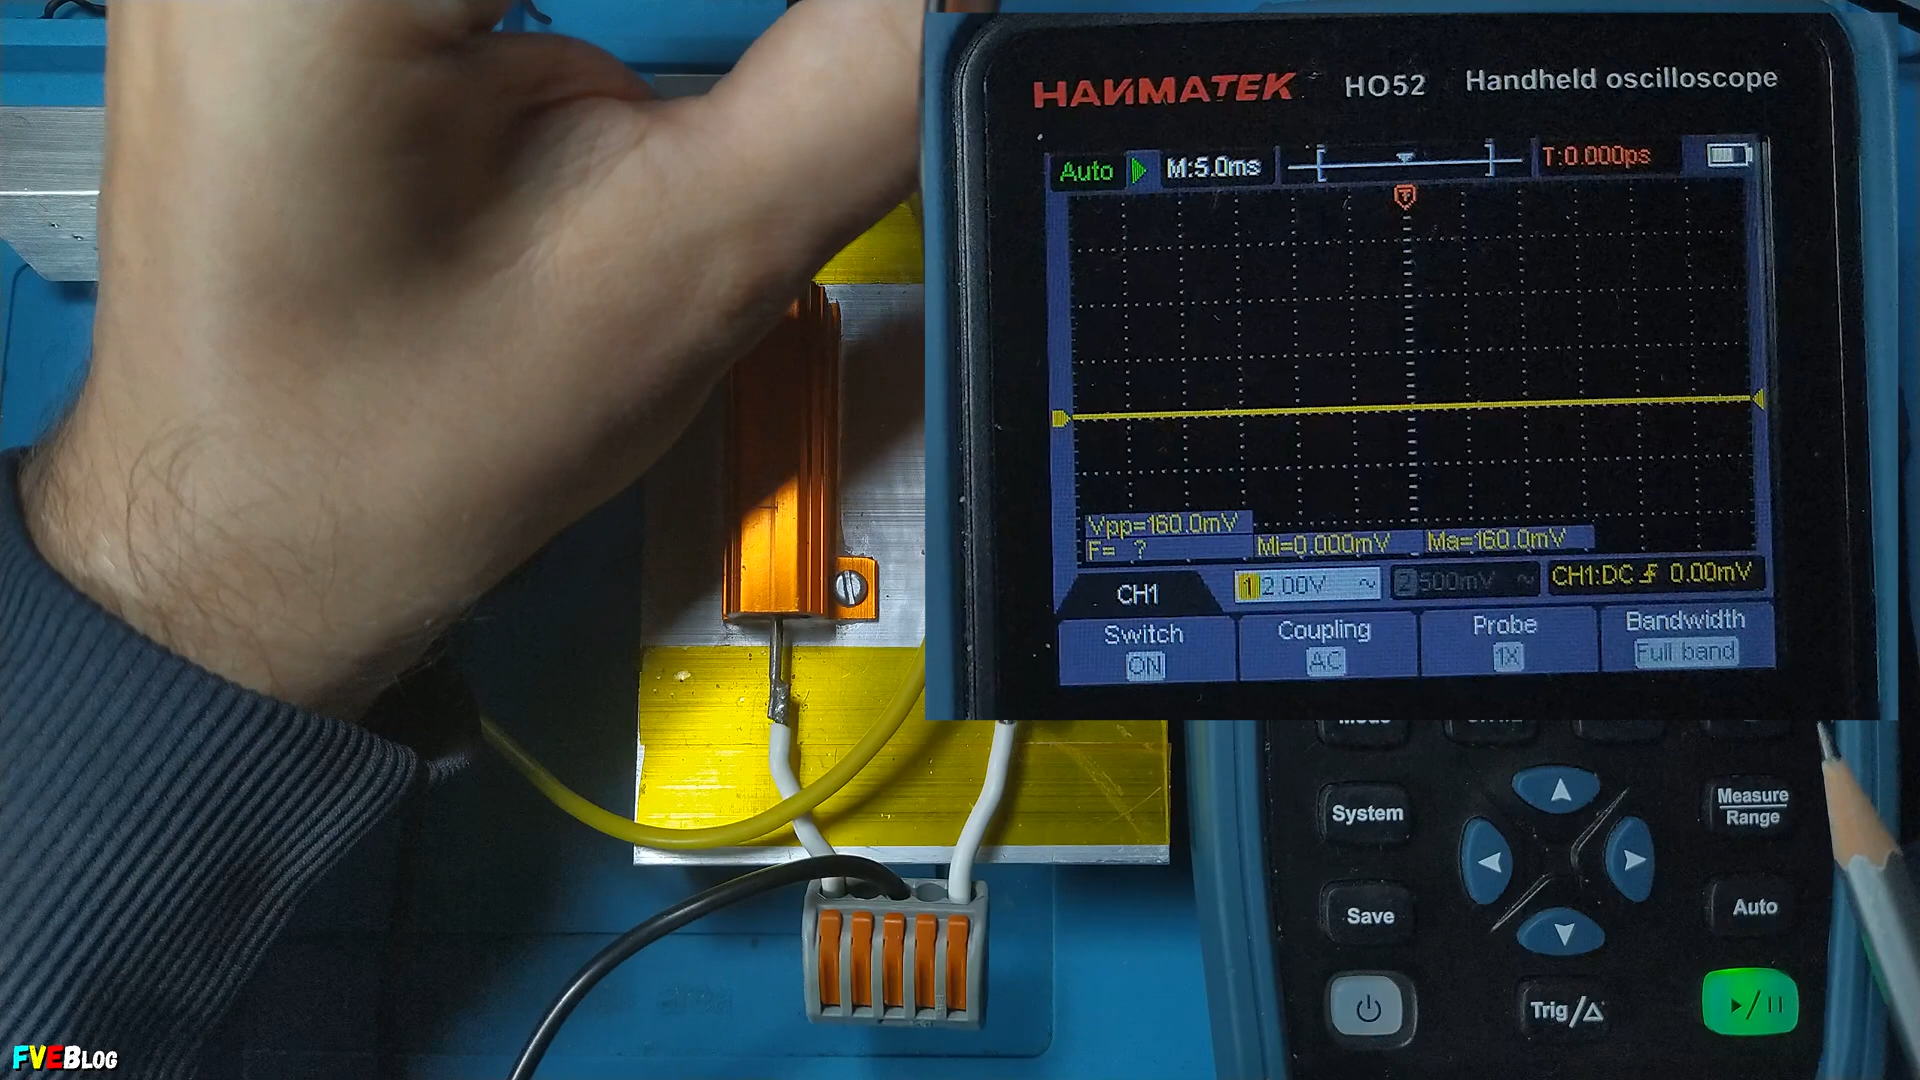 HANMATEK HO52 Handheld oscilloscope
Auto M:5.0ms T:0.000ps
T
Vpp=160.0mV
F= ? Mi=0.000mV Ma=160.0mV
CH1 1 2.00V ~ 2 500mV ~ CH1:DC 0.00mV
Switch Coupling Probe Bandwidth
ON AC 1X Full band
System
Measure
Range
Save
Auto
Trig/△
FVEBlog